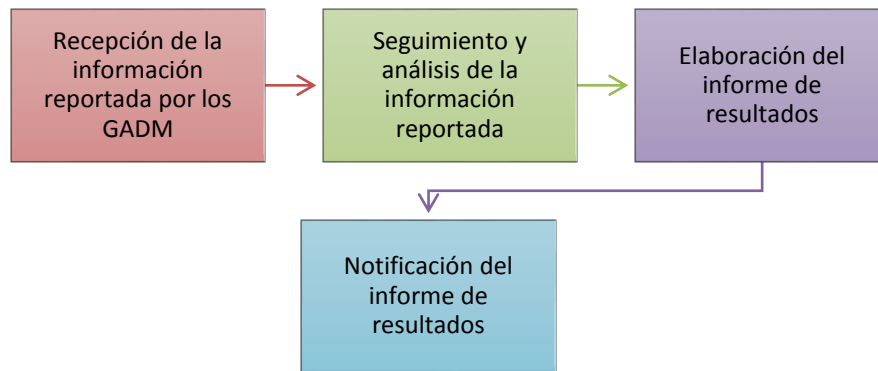 Recepción de la
información
reportada por los
GADM
Seguimiento y
análisis de la
información
reportada
Elaboración del
informe de
resultados
Notificación del
informe de
resultados